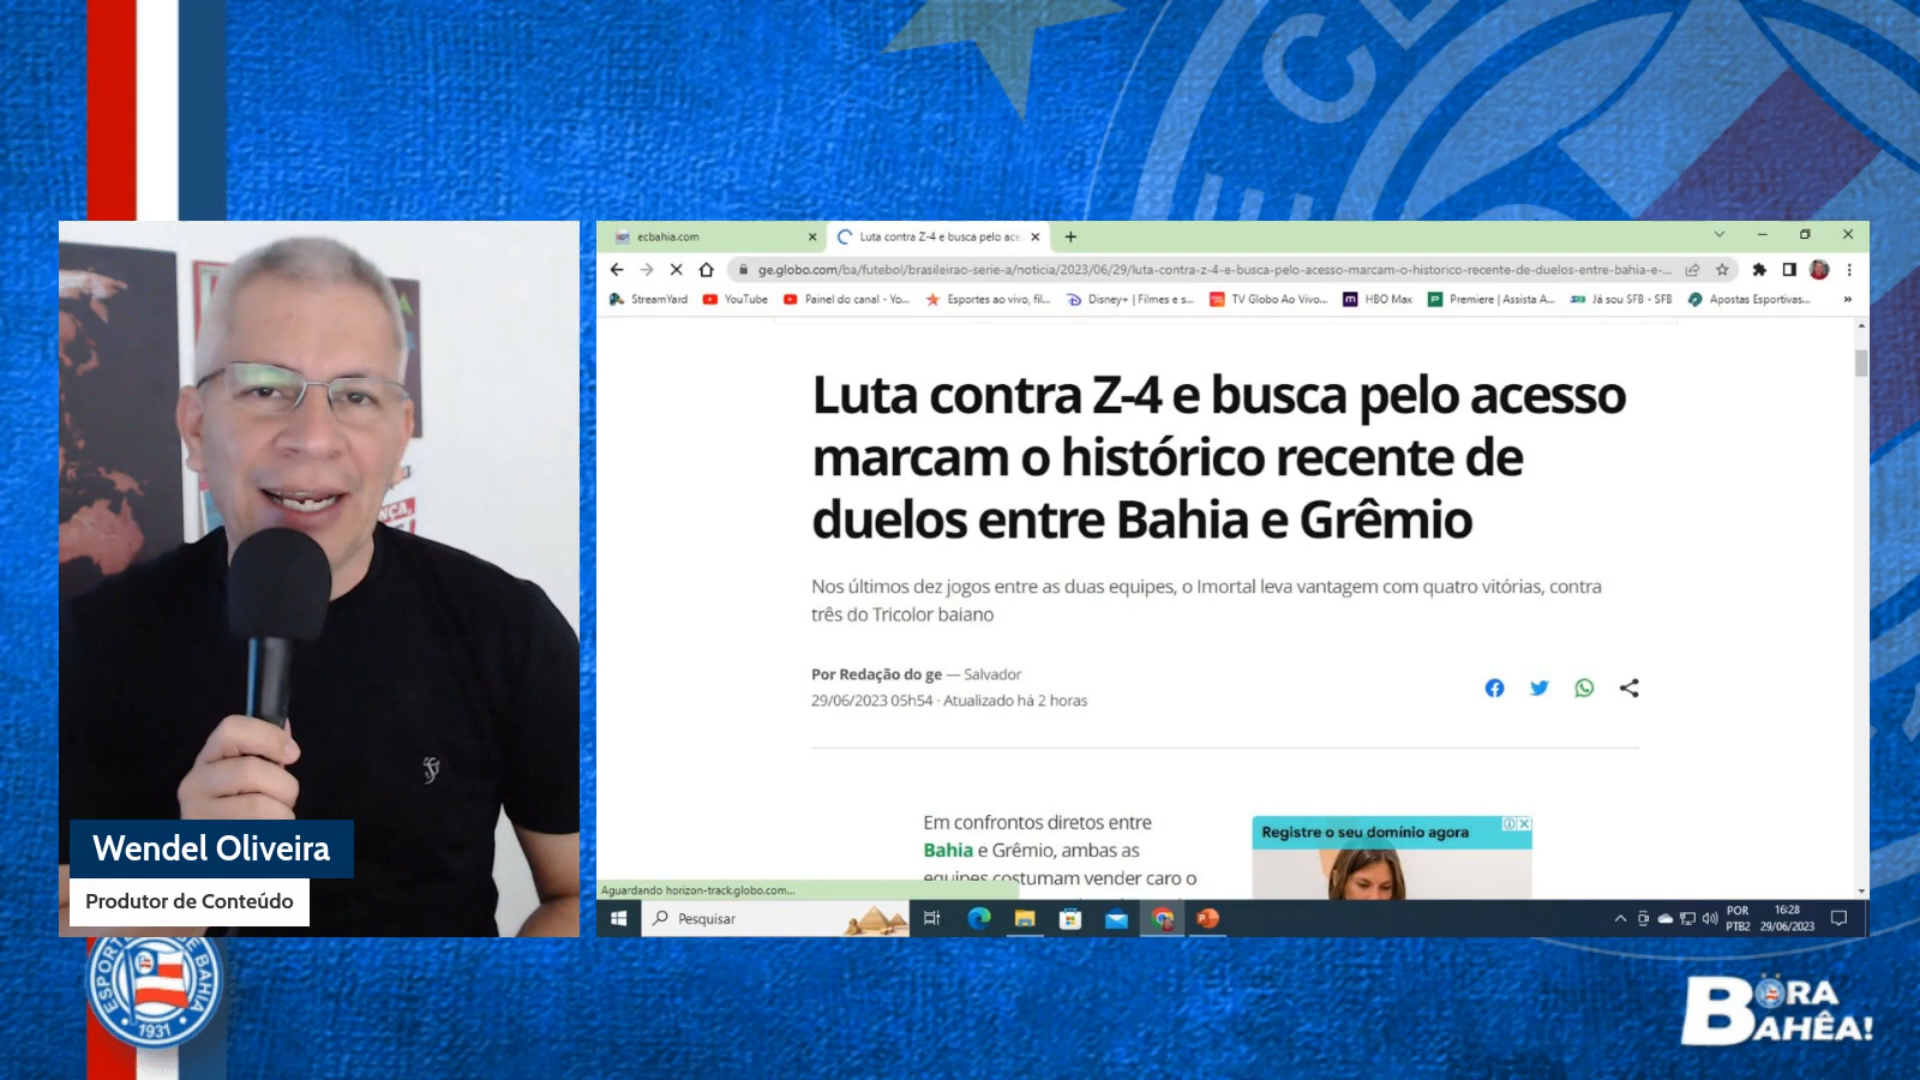 ecbahia.com
Luta contra Z-4 e busca pelo ace
ge.globo.com/ba/futebol/brasileirao-serie-a/noticia/2023/06/29/luta-contra-z-4-e-busca-pelo-acesso-marcam-o-historico-recente-de-duelos-entre-bahia-e-...
StreamYard
YouTube
Painel do canal - Yo...
Esportes ao vivo, fil...
Disney+ | Filmes e s...
TV Globo Ao Vivo...
HBO Max
Premiere | Assista A...
Já sou SFB - SFB
Apostas Esportivas...
»
Luta contra Z-4 e busca pelo acesso
marcam o histórico recente de
duelos entre Bahia e Grêmio
Nos últimos dez jogos entre as duas equipes, o Imortal leva vantagem com quatro vitórias, contra
três do Tricolor baiano
Por Redação do ge — Salvador
29/06/2023 05h54 · Atualizado há 2 horas
Em confrontos diretos entre
Bahia e Grêmio, ambas as
equipes costumam vender caro o
Registre o seu domínio agora
Aguardando horizon-track.globo.com...
Pesquisar
POR
PTB2
16:28
29/06/2023
Wendel Oliveira
Produtor de Conteúdo
1931
BORA
BAHÊA!